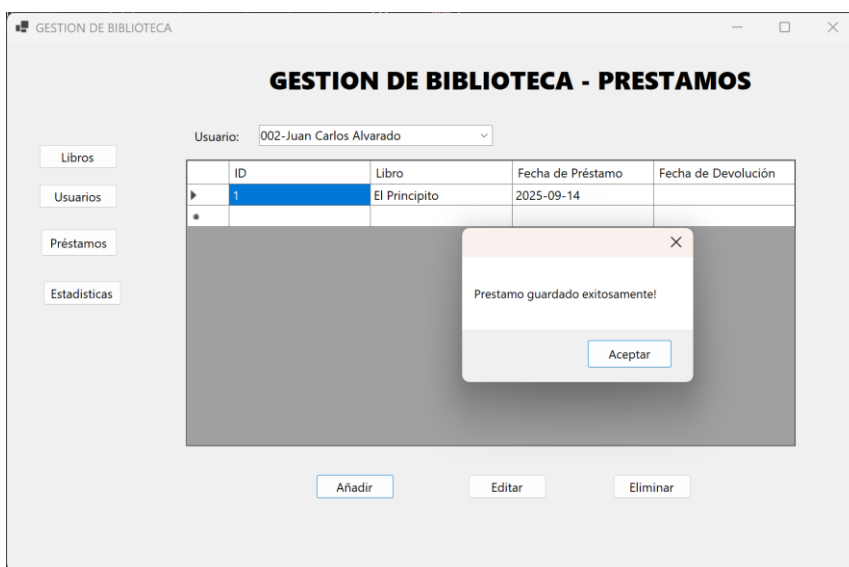 GESTION DE BIBLIOTECA
GESTION DE BIBLIOTECA - PRESTAMOS
Usuario: 002-Juan Carlos Alvarado
Libros
Usuarios
Préstamos
Estadisticas
ID Libro Fecha de Préstamo Fecha de Devolución
1 El Principito 2025-09-14
Prestamo guardado exitosamente!
Aceptar
Añadir Editar Eliminar